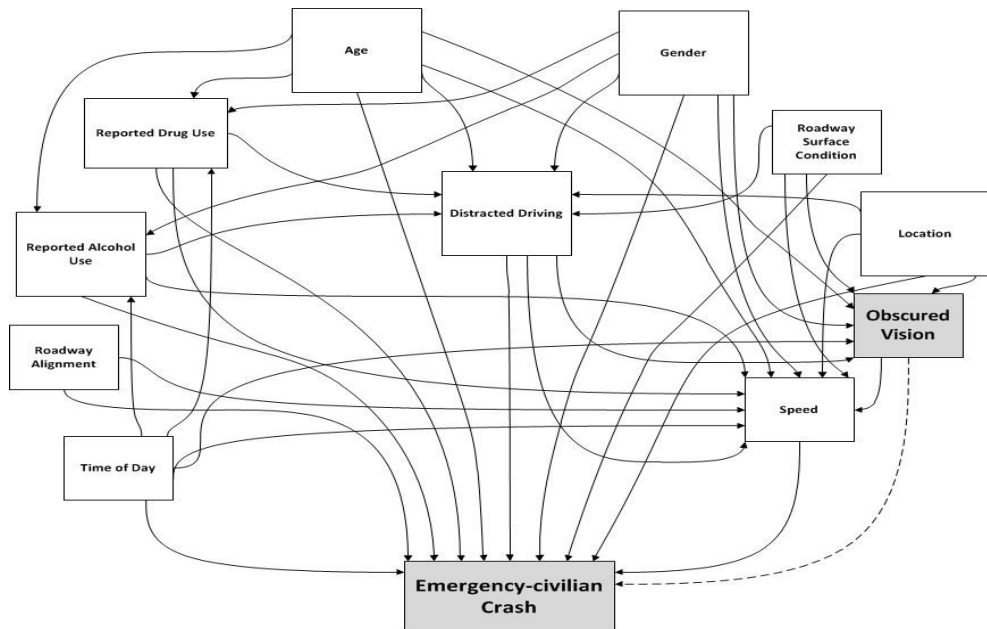 Age
Gender
Reported Drug Use
Roadway
Surface
Condition
Distracted Driving
Location
Reported Alcohol
Use
Obscured
Vision
Roadway
Alignment
Speed
Time of Day
Emergency-civilian
Crash